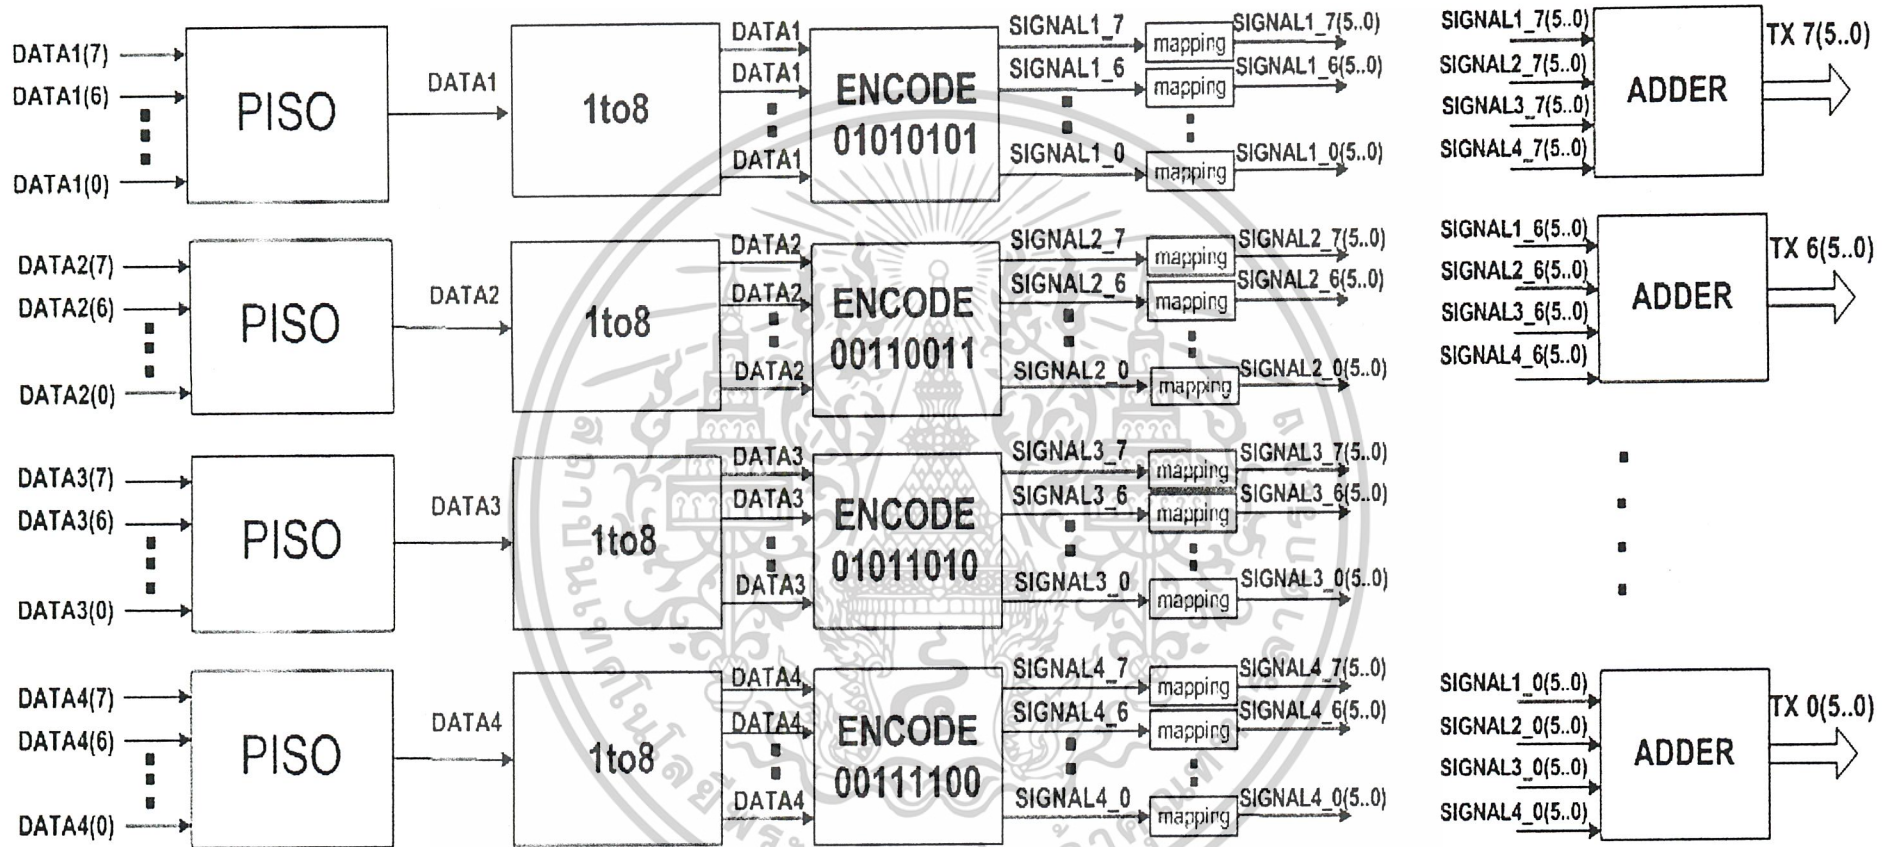 DATA1(7)
DATA1(6)
DATA1(0)
PISO
DATA1
1to8
DATA1
DATA1
DATA1
ENCODE
01010101
SIGNAL1_7
SIGNAL1_6
SIGNAL1_0
mapping
mapping
mapping
SIGNAL1_7(5..0)
SIGNAL1_6(5..0)
SIGNAL1_0(5..0)
SIGNAL1_7(5..0)
SIGNAL2_7(5..0)
SIGNAL3_7(5..0)
SIGNAL4_7(5..0)
ADDER
TX 7(5..0)
DATA2(7)
DATA2(6)
DATA2(0)
PISO
DATA2
1to8
DATA2
DATA2
DATA2
ENCODE
00110011
SIGNAL2_7
SIGNAL2_6
SIGNAL2_0
mapping
mapping
mapping
SIGNAL2_7(5..0)
SIGNAL2_6(5..0)
SIGNAL2_0(5..0)
SIGNAL1_6(5..0)
SIGNAL2_6(5..0)
SIGNAL3_6(5..0)
SIGNAL4_6(5..0)
ADDER
TX 6(5..0)
DATA3(7)
DATA3(6)
DATA3(0)
PISO
DATA3
1to8
DATA3
DATA3
DATA3
ENCODE
01011010
SIGNAL3_7
SIGNAL3_6
SIGNAL3_0
mapping
mapping
mapping
SIGNAL3_7(5..0)
SIGNAL3_6(5..0)
SIGNAL3_0(5..0)
DATA4(7)
DATA4(6)
DATA4(0)
PISO
DATA4
1to8
DATA4
DATA4
DATA4
ENCODE
00111100
SIGNAL4_7
SIGNAL4_6
SIGNAL4_0
mapping
mapping
mapping
SIGNAL4_7(5..0)
SIGNAL4_6(5..0)
SIGNAL4_0(5..0)
SIGNAL1_0(5..0)
SIGNAL2_0(5..0)
SIGNAL3_0(5..0)
SIGNAL4_0(5..0)
ADDER
TX 0(5..0)